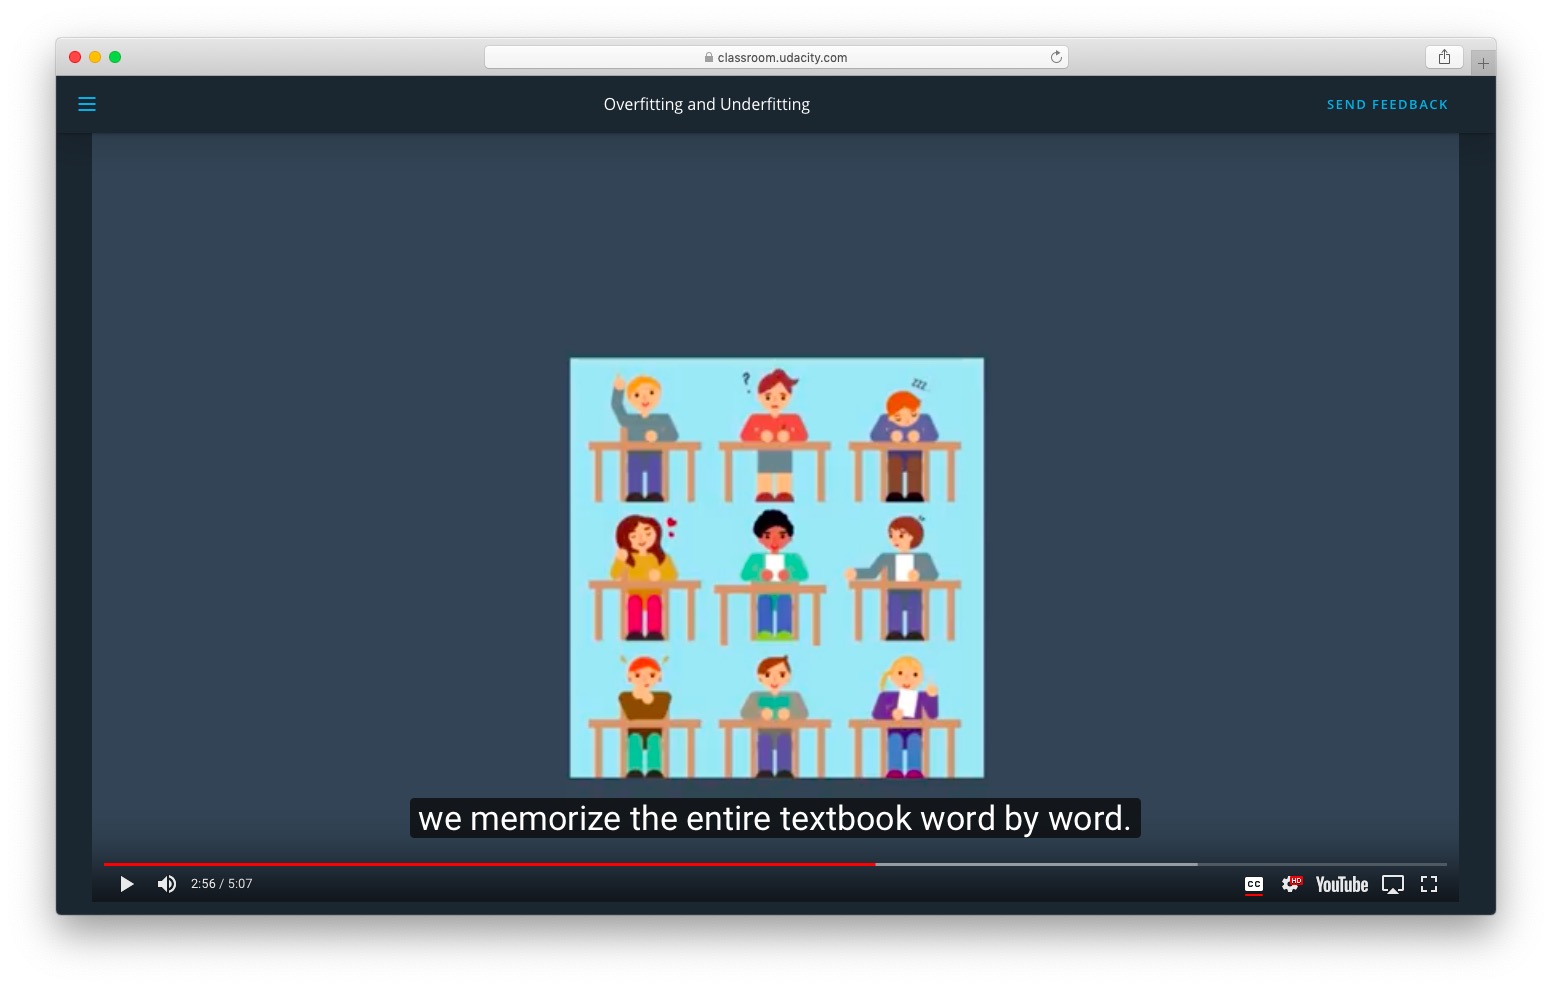 classroom.udacity.com
Overfitting and Underfitting
SEND FEEDBACK
?
zzz
we memorize the entire textbook word by word.
2:56 / 5:07
CC
HD
YouTube